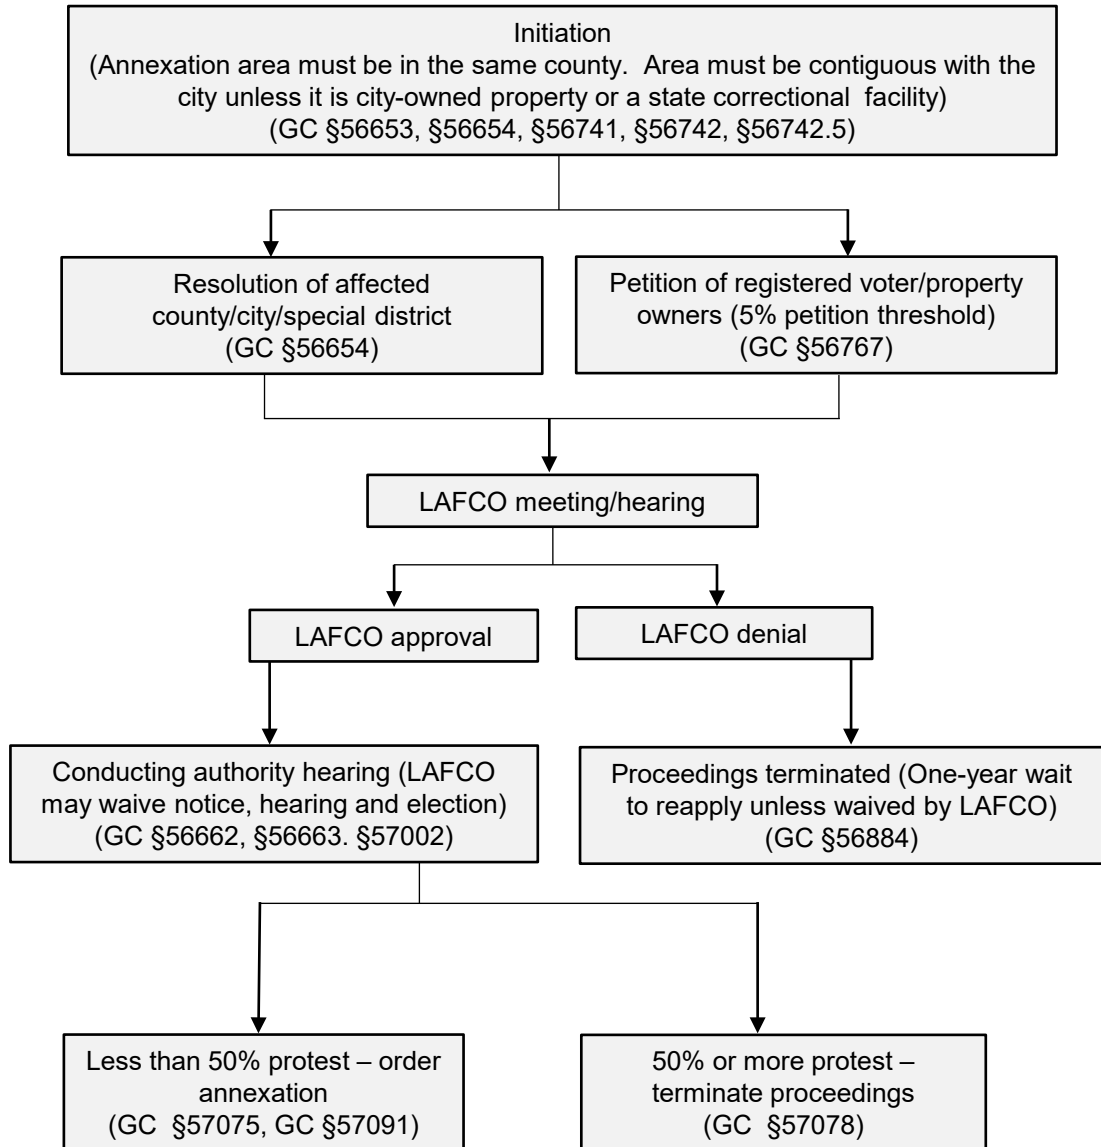 Initiation
(Annexation area must be in the same county.  Area must be contiguous with the
city unless it is city-owned property or a state correctional  facility)
(GC §56653, §56654, §56741, §56742, §56742.5)
Resolution of affected
county/city/special district
(GC §56654)
Petition of registered voter/property
owners (5% petition threshold)
(GC §56767)
LAFCO meeting/hearing
LAFCO approval
LAFCO denial
Conducting authority hearing (LAFCO
may waive notice, hearing and election)
(GC §56662, §56663. §57002)
Proceedings terminated (One-year wait
to reapply unless waived by LAFCO)
(GC §56884)
Less than 50% protest – order
annexation
(GC  §57075, GC §57091)
50% or more protest –
terminate proceedings
(GC  §57078)